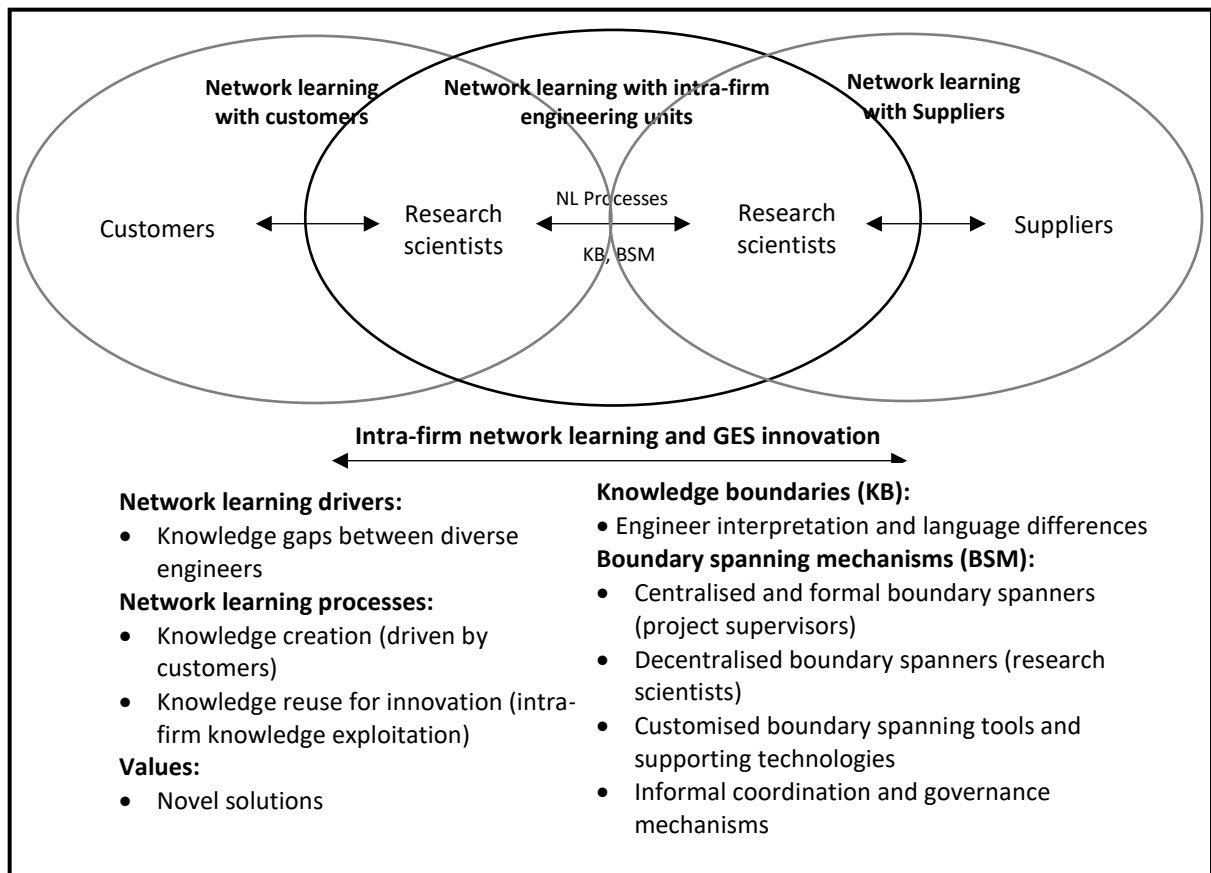 Network learning
with customers
Network learning with intra-firm
engineering units
Network learning
with Suppliers
Customers
Research
scientists
NL Processes
KB, BSM
Research
scientists
Suppliers
Intra-firm network learning and GES innovation
Network learning drivers:
• Knowledge gaps between diverse
engineers
Network learning processes:
• Knowledge creation (driven by
customers)
• Knowledge reuse for innovation (intra-
firm knowledge exploitation)
Values:
• Novel solutions
Knowledge boundaries (KB):
• Engineer interpretation and language differences
Boundary spanning mechanisms (BSM):
• Centralised and formal boundary spanners
(project supervisors)
• Decentralised boundary spanners (research
scientists)
• Customised boundary spanning tools and
supporting technologies
• Informal coordination and governance
mechanisms